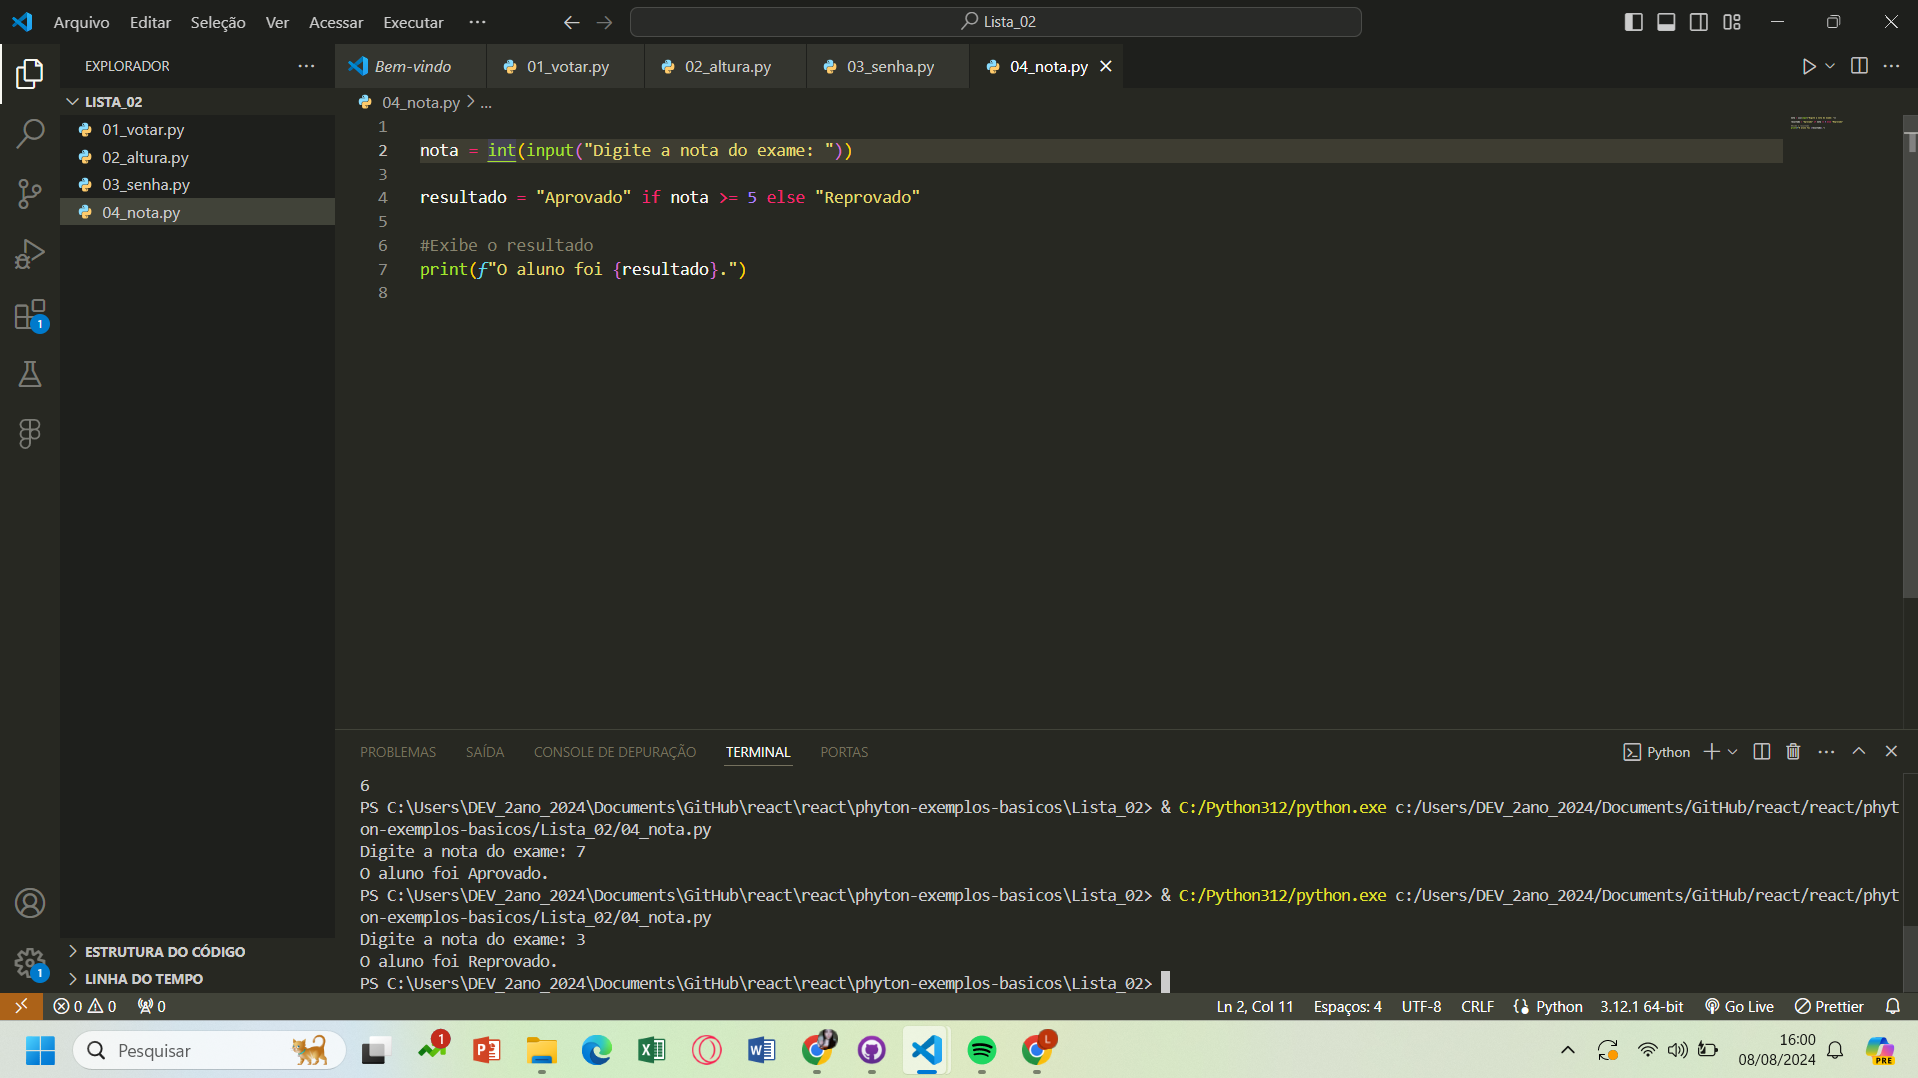 Arquivo Editar Seleção Ver Acessar Executar ...
Lista_02
EXPLORADOR ...
Bem-vindo 01_votar.py 02_altura.py 03_senha.py 04_nota.py
LISTA_02
01_votar.py
02_altura.py
03_senha.py
04_nota.py
ESTRUTURA DO CÓDIGO
LINHA DO TEMPO
04_nota.py > ...
1
2 nota = int(input("Digite a nota do exame: "))
3
4 resultado = "Aprovado" if nota >= 5 else "Reprovado"
5
6 #Exibe o resultado
7 print(f"O aluno foi {resultado}.")
8
PROBLEMAS SAÍDA CONSOLE DE DEPURAÇÃO TERMINAL PORTAS
Python
6
PS C:\Users\DEV_2ano_2024\Documents\GitHub\react\react\phyton-exemplos-basicos\Lista_02> & C:/Python312/python.exe c:/Users/DEV_2ano_2024/Documents/GitHub/react/react/phyt
on-exemplos-basicos/Lista_02/04_nota.py
Digite a nota do exame: 7
O aluno foi Aprovado.
PS C:\Users\DEV_2ano_2024\Documents\GitHub\react\react\phyton-exemplos-basicos\Lista_02> & C:/Python312/python.exe c:/Users/DEV_2ano_2024/Documents/GitHub/react/react/phyt
on-exemplos-basicos/Lista_02/04_nota.py
Digite a nota do exame: 3
O aluno foi Reprovado.
PS C:\Users\DEV_2ano_2024\Documents\GitHub\react\react\phyton-exemplos-basicos\Lista_02>
1
1
0 0 0
Ln 2, Col 11 Espaços: 4 UTF-8 CRLF Python 3.12.1 64-bit Go Live Prettier
Pesquisar
1
L
16:00
08/08/2024
PRE